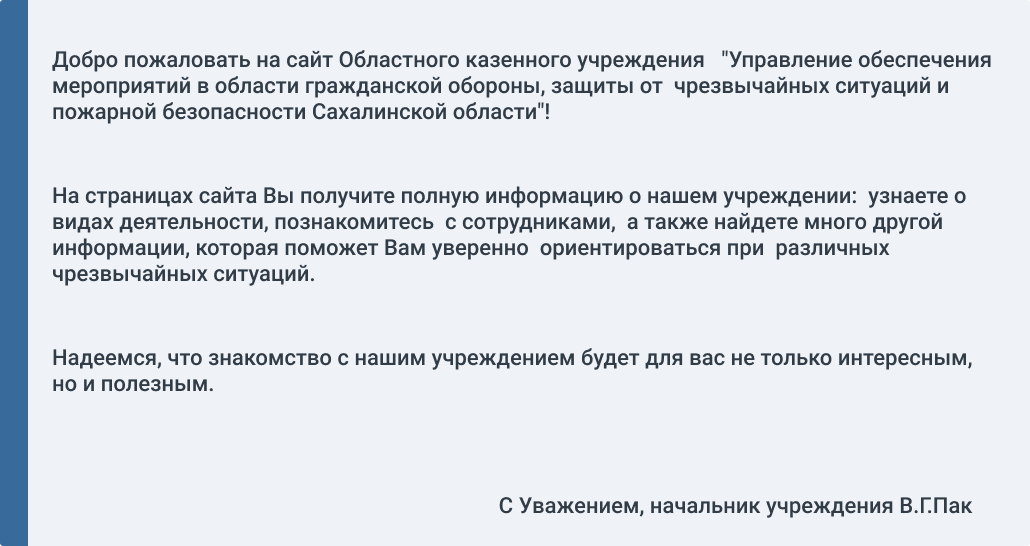 Добро пожаловать на сайт Областного казенного учреждения   "Управление обеспечения
мероприятий в области гражданской обороны, защиты от  чрезвычайных ситуаций и
пожарной безопасности Сахалинской области"!
На страницах сайта Вы получите полную информацию о нашем учреждении:  узнаете о
видах деятельности, познакомитесь  с сотрудниками,  а также найдете много другой
информации, которая поможет Вам уверенно  ориентироваться при  различных
чрезвычайных ситуаций.
Надеемся, что знакомство с нашим учреждением будет для вас не только интересным,
но и полезным.
С Уважением, начальник учреждения В.Г.Пак